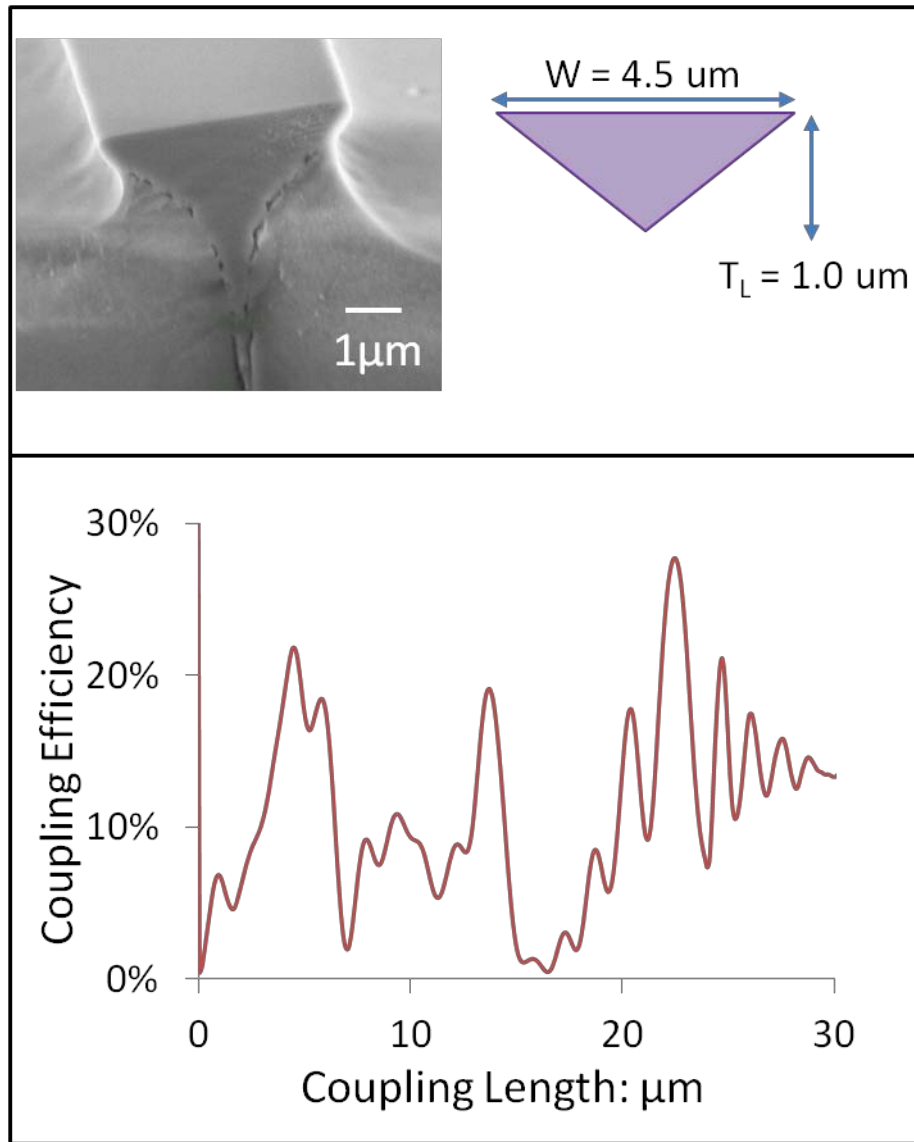 1μm
W = 4.5 um
T_L = 1.0 um
30%
20%
10%
0%
Coupling Efficiency
0 10 20 30
Coupling Length: μm